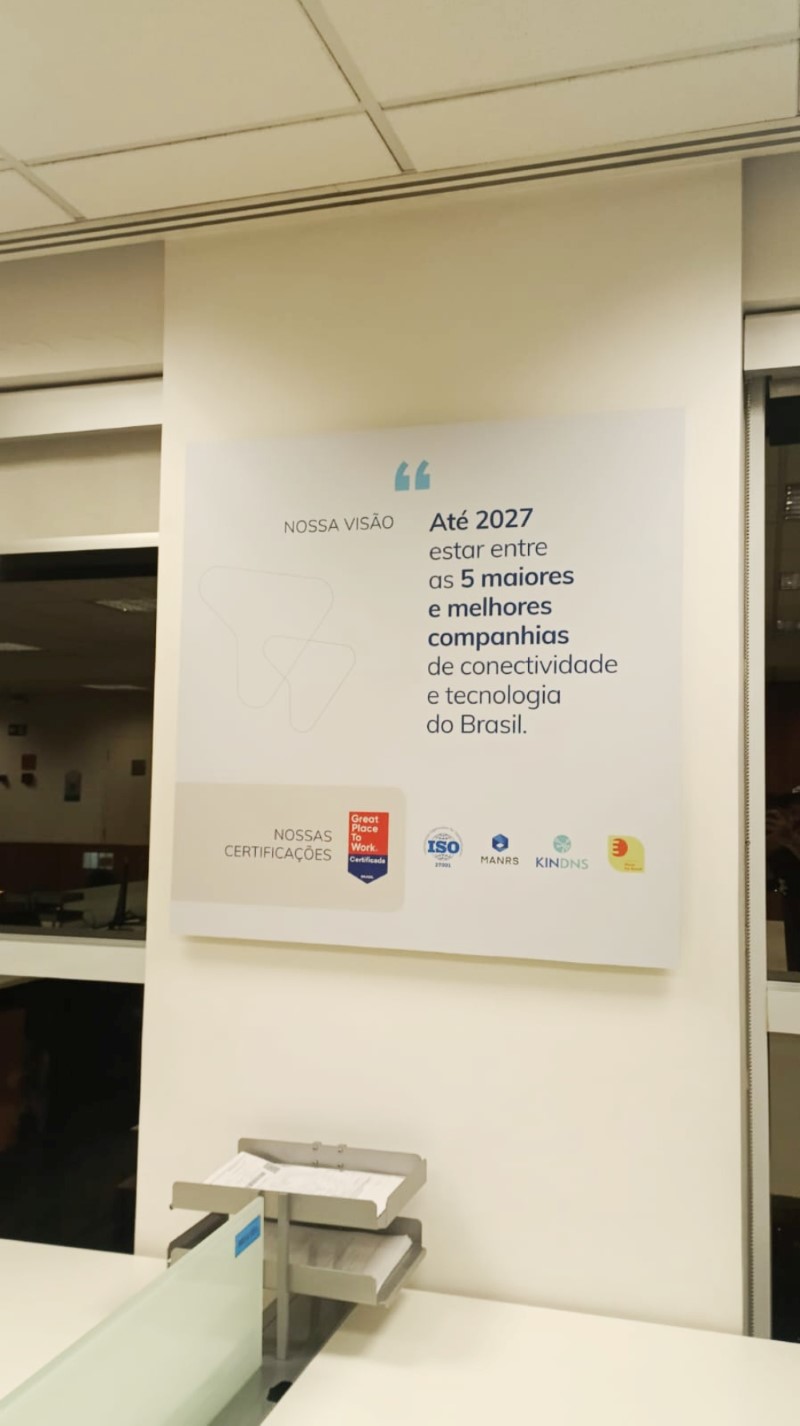 NOSSA VISÃO
Até 2027
estar entre
as 5 maiores
e melhores
companhias
de conectividade
e tecnologia
do Brasil.
NOSSAS
CERTIFICAÇÕES
Great
Place
To
Work.
Certificada
ISO
27001
MANRS
KINDNS